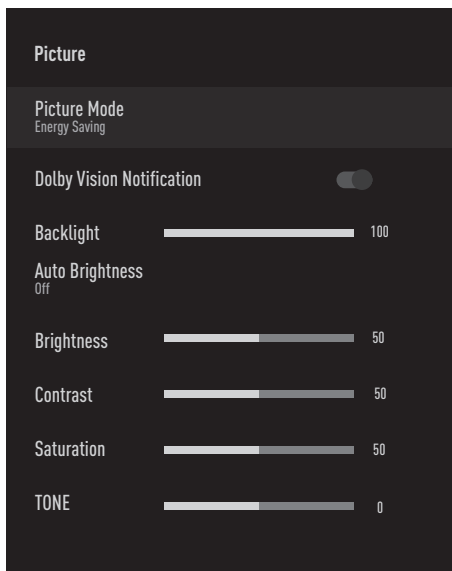 Picture
Picture Mode
Energy Saving
Dolby Vision Notification
Backlight 100
Auto Brightness
Off
Brightness 50
Contrast 50
Saturation 50
TONE 0